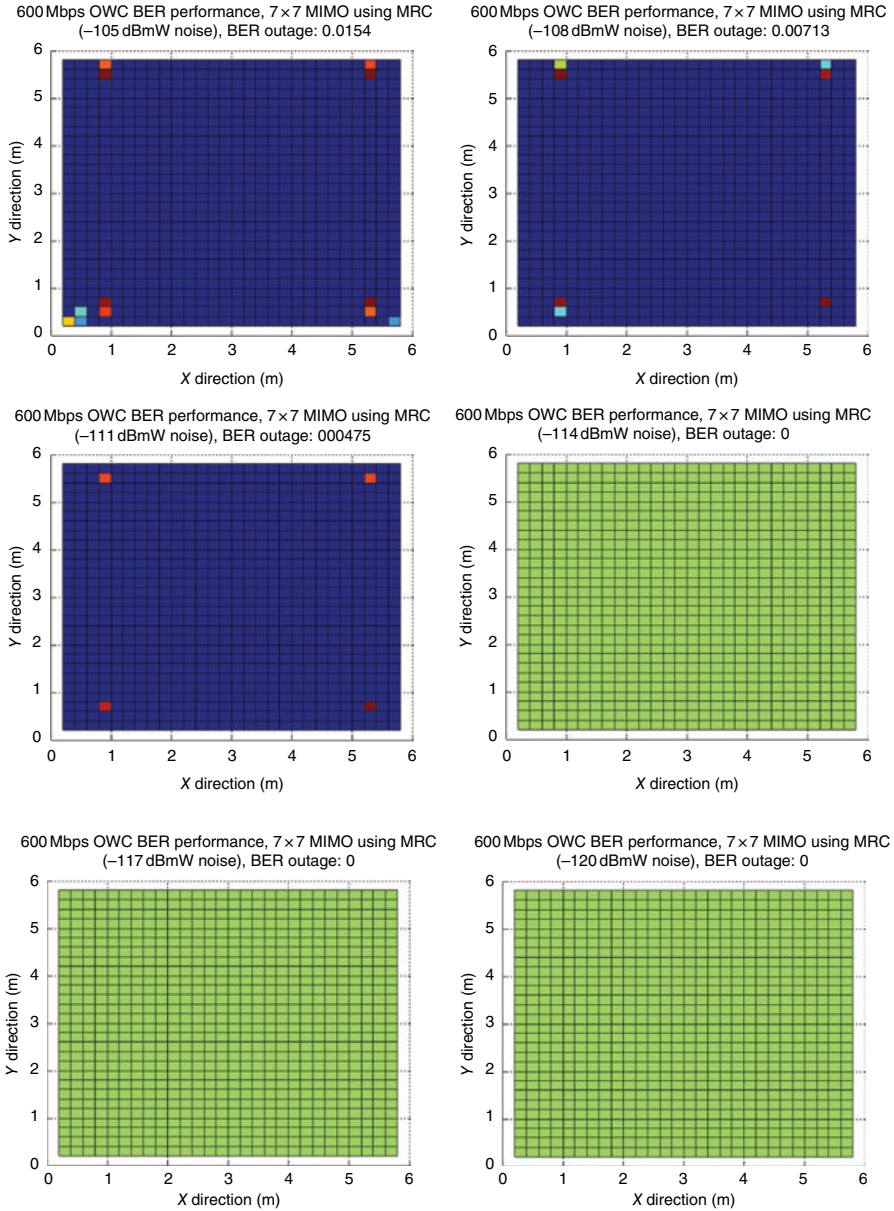 600 Mbps OWC BER performance, 7×7 MIMO using MRC
(−105 dBmW noise), BER outage: 0.0154
6
5
4
3
2
1
0
Y direction (m)
0 1 2 3 4 5 6
X direction (m)
600 Mbps OWC BER performance, 7×7 MIMO using MRC
(−108 dBmW noise), BER outage: 0.00713
6
5
4
3
2
1
0
Y direction (m)
0 1 2 3 4 5 6
X direction (m)
600 Mbps OWC BER performance, 7×7 MIMO using MRC
(−111 dBmW noise), BER outage: 000475
6
5
4
3
2
1
0
Y direction (m)
0 1 2 3 4 5 6
X direction (m)
600 Mbps OWC BER performance, 7×7 MIMO using MRC
(−114 dBmW noise), BER outage: 0
6
5
4
3
2
1
0
Y direction (m)
0 1 2 3 4 5 6
X direction (m)
600 Mbps OWC BER performance, 7×7 MIMO using MRC
(−117 dBmW noise), BER outage: 0
6
5
4
3
2
1
0
Y direction (m)
0 1 2 3 4 5 6
X direction (m)
600 Mbps OWC BER performance, 7×7 MIMO using MRC
(−120 dBmW noise), BER outage: 0
6
5
4
3
2
1
0
Y direction (m)
0 1 2 3 4 5 6
X direction (m)